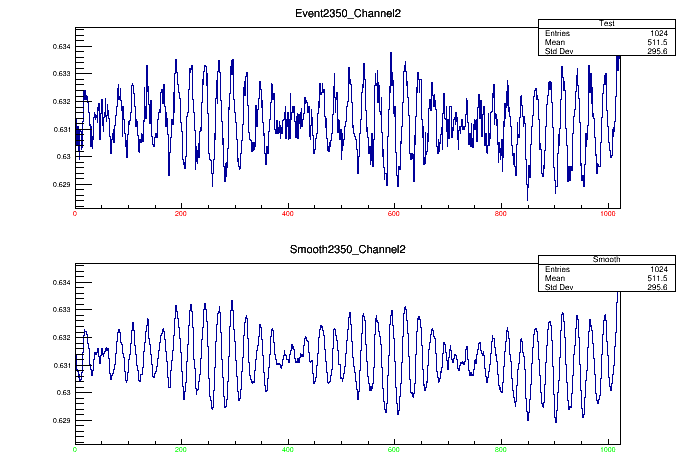 Event2350_Channel2
Test
Entries 1024
Mean 511.5
Std Dev 295.6
0.634
0.633
0.632
0.631
0.63
0.629
0 200 400 600 800 1000
Smooth2350_Channel2
Smooth
Entries 1024
Mean 511.5
Std Dev 295.6
0.634
0.633
0.632
0.631
0.63
0.629
0 200 400 600 800 1000